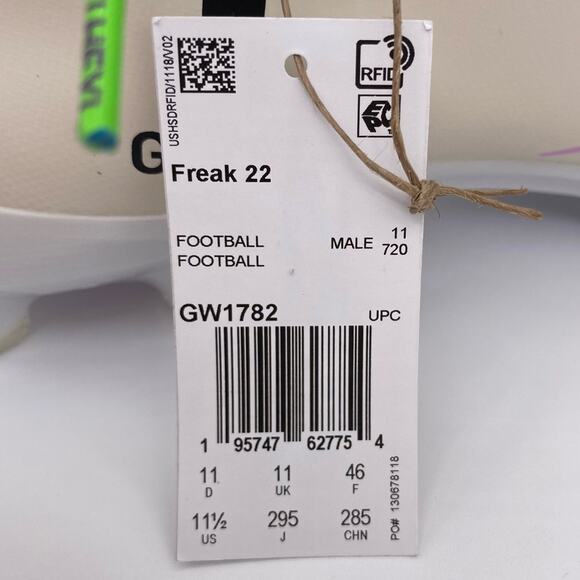 USHSDRFID/1118/V02
RFID
EPC
G
Freak 22
FOOTBALL
FOOTBALL
MALE 11
720
GW1782
UPC
1 95747 62775 4
11 11 46
D UK F
11½ 295 285
US J CHN
PO# 130678118